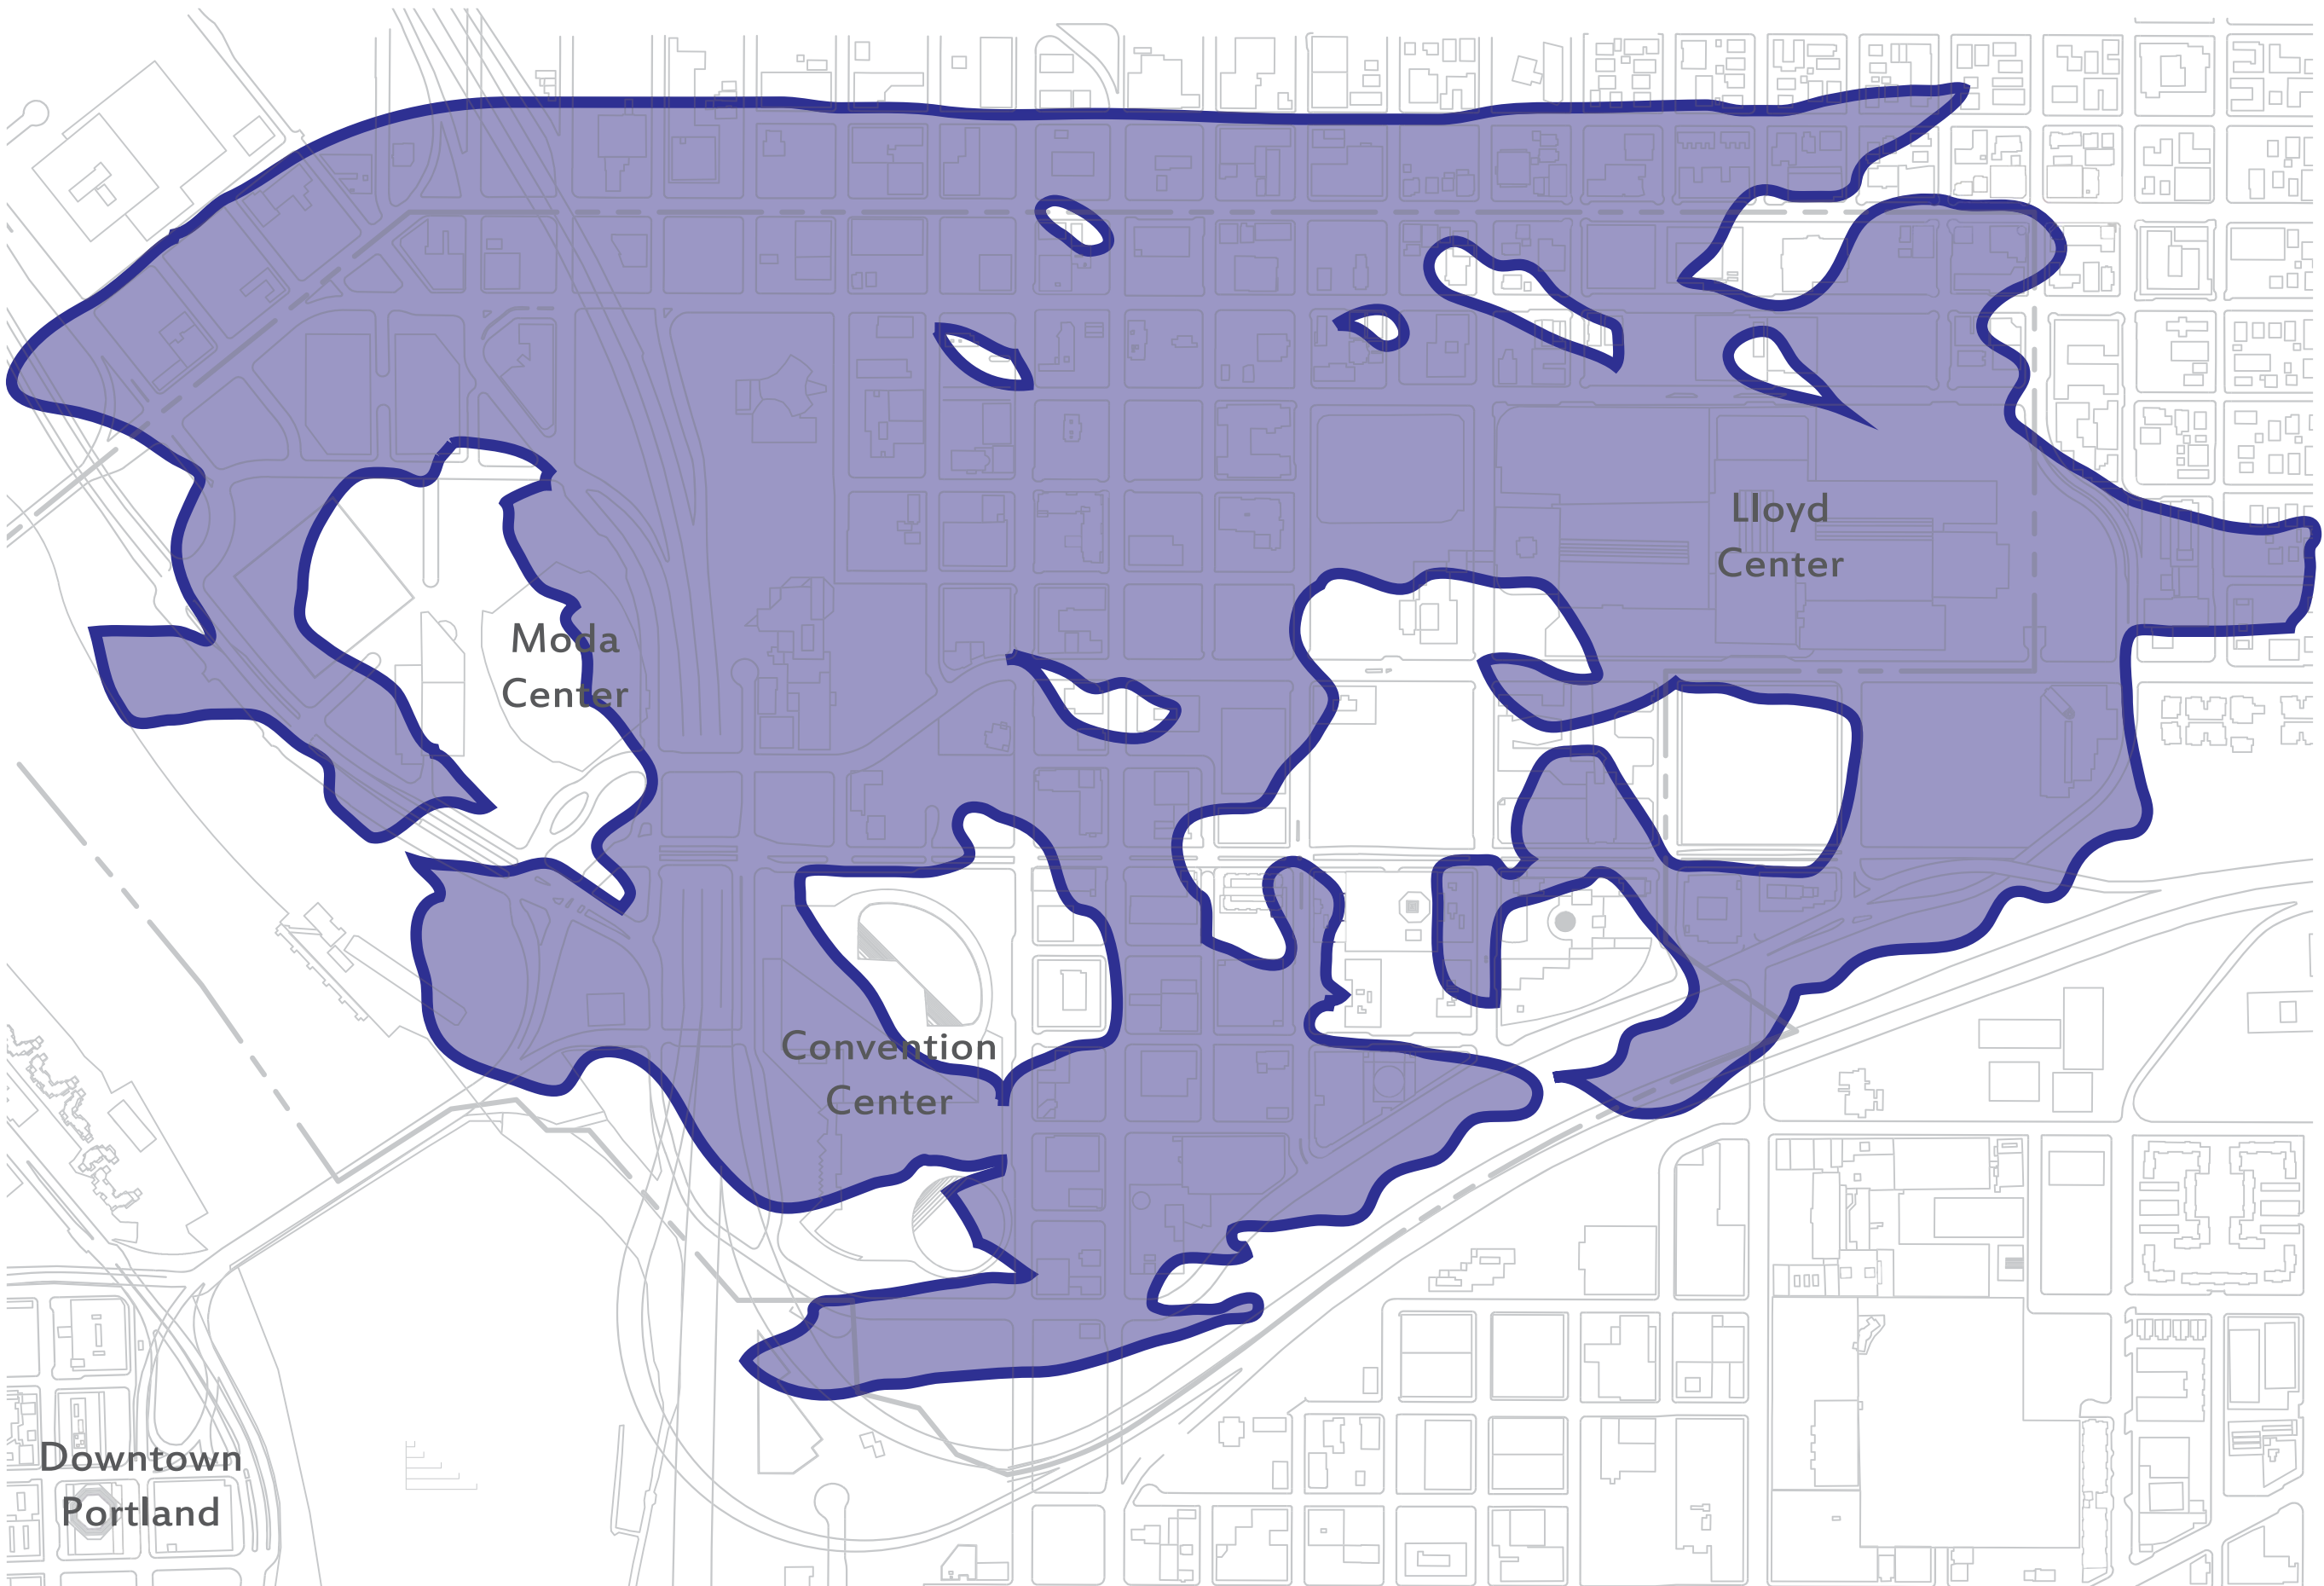 Lloyd
Center
Moda
Center
Convention
Center
Downtown
Portland